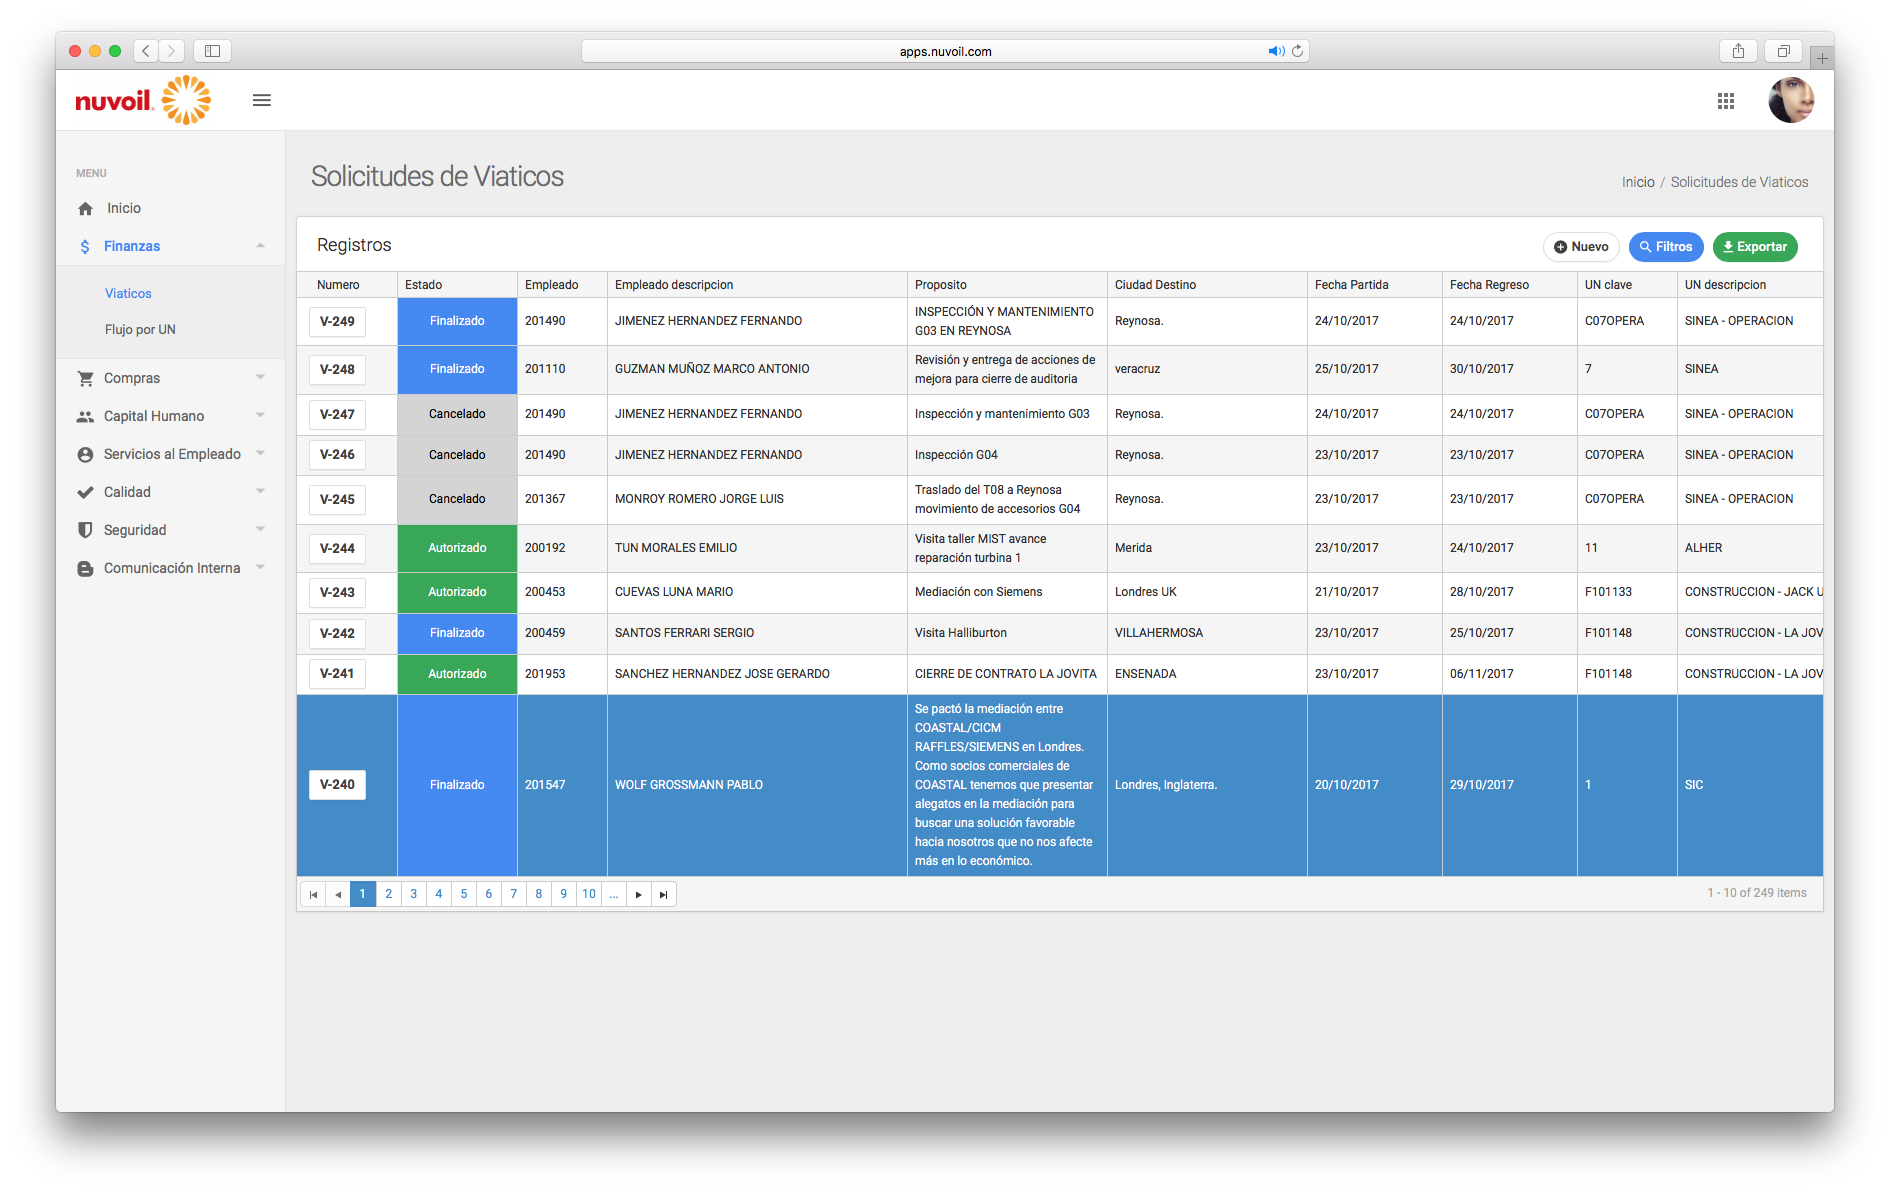 apps.nuvoil.com
nuvoil.
MENU
Inicio
Finanzas
Viaticos
Flujo por UN
Compras
Capital Humano
Servicios al Empleado
Calidad
Seguridad
Comunicación Interna
Solicitudes de Viaticos
Inicio / Solicitudes de Viaticos
Registros
Nuevo Filtros Exportar
Numero Estado Empleado Empleado descripcion Proposito Ciudad Destino Fecha Partida Fecha Regreso UN clave UN descripcion
V-249 Finalizado 201490 JIMENEZ HERNANDEZ FERNANDO INSPECCIÓN Y MANTENIMIENTO
G03 EN REYNOSA Reynosa. 24/10/2017 24/10/2017 C07OPERA SINEA - OPERACION
V-248 Finalizado 201110 GUZMAN MUÑOZ MARCO ANTONIO Revisión y entrega de acciones de
mejora para cierre de auditoria veracruz 25/10/2017 30/10/2017 7 SINEA
V-247 Cancelado 201490 JIMENEZ HERNANDEZ FERNANDO Inspección y mantenimiento G03 Reynosa. 24/10/2017 24/10/2017 C07OPERA SINEA - OPERACION
V-246 Cancelado 201490 JIMENEZ HERNANDEZ FERNANDO Inspección G04 Reynosa. 23/10/2017 23/10/2017 C07OPERA SINEA - OPERACION
V-245 Cancelado 201367 MONROY ROMERO JORGE LUIS Traslado del T08 a Reynosa
movimiento de accesorios G04 Reynosa. 23/10/2017 23/10/2017 C07OPERA SINEA - OPERACION
V-244 Autorizado 200192 TUN MORALES EMILIO Visita taller MIST avance
reparación turbina 1 Merida 23/10/2017 24/10/2017 11 ALHER
V-243 Autorizado 200453 CUEVAS LUNA MARIO Mediación con Siemens Londres UK 21/10/2017 28/10/2017 F101133 CONSTRUCCION - JACK U
V-242 Finalizado 200459 SANTOS FERRARI SERGIO Visita Halliburton VILLAHERMOSA 23/10/2017 25/10/2017 F101148 CONSTRUCCION - LA JOV
V-241 Autorizado 201953 SANCHEZ HERNANDEZ JOSE GERARDO CIERRE DE CONTRATO LA JOVITA ENSENADA 23/10/2017 06/11/2017 F101148 CONSTRUCCION - LA JOV
V-240 Finalizado 201547 WOLF GROSSMANN PABLO Se pactó la mediación entre
COASTAL/CICM
RAFFLES/SIEMENS en Londres.
Como socios comerciales de
COASTAL tenemos que presentar
alegatos en la mediación para
buscar una solución favorable
hacia nosotros que no nos afecte
más en lo económico. Londres, Inglaterra. 20/10/2017 29/10/2017 1 SIC
1 2 3 4 5 6 7 8 9 10 ...
1 - 10 of 249 items